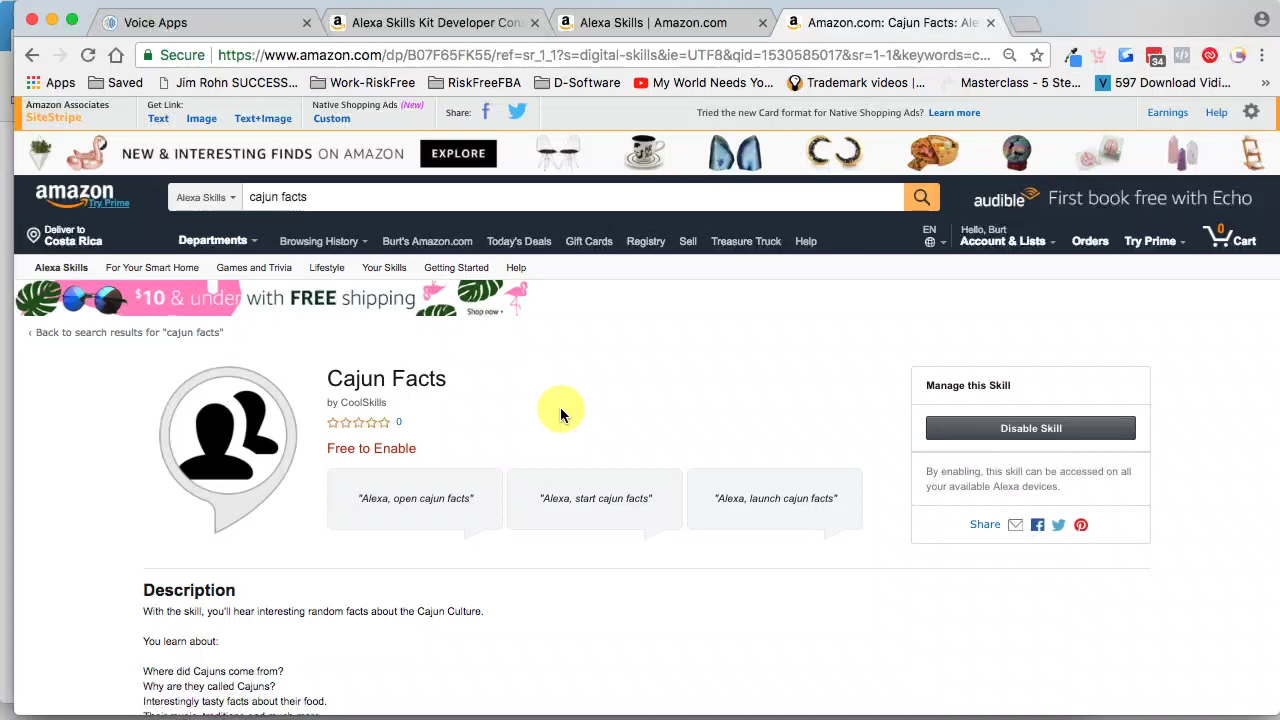 Voice Apps
Alexa Skills Kit Developer Con
Alexa Skills | Amazon.com
Amazon.com: Cajun Facts: Ale
Secure
https://www.amazon.com/dp/B07F65FK55/ref=sr_1_1?s=digital-skills&ie=UTF8&qid=1530585017&sr=1-1&keywords=c...
Apps
Saved
Jim Rohn SUCCESS...
Work-RiskFree
RiskFreeFBA
D-Software
My World Needs Yo...
Trademark videos |...
Masterclass - 5 Ste...
597 Download Vidi...
34
Amazon Associates
SiteStripe
Get Link:
Text
Image
Text+Image
Native Shopping Ads (New)
Custom
Share:
Tried the new Card format for Native Shopping Ads? Learn more
Earnings
Help
NEW & INTERESTING FINDS ON AMAZON
EXPLORE
amazon
Try Prime
Alexa Skills
cajun facts
audible
First book free with Echo
Deliver to
Costa Rica
Departments
Browsing History
Burt's Amazon.com
Today's Deals
Gift Cards
Registry
Sell
Treasure Truck
Help
EN
Hello, Burt
Account & Lists
Orders
Try Prime
0
Cart
Alexa Skills
For Your Smart Home
Games and Trivia
Lifestyle
Your Skills
Getting Started
Help
$10 & under with FREE shipping
Shop now
‹ Back to search results for "cajun facts"
Cajun Facts
by CoolSkills
0
Free to Enable
"Alexa, open cajun facts"
"Alexa, start cajun facts"
"Alexa, launch cajun facts"
Manage this Skill
Disable Skill
By enabling, this skill can be accessed on all
your available Alexa devices.
Share
Description
With the skill, you'll hear interesting random facts about the Cajun Culture.
You learn about:
Where did Cajuns come from?
Why are they called Cajuns?
Interestingly tasty facts about their food.
Their music, traditions and much more